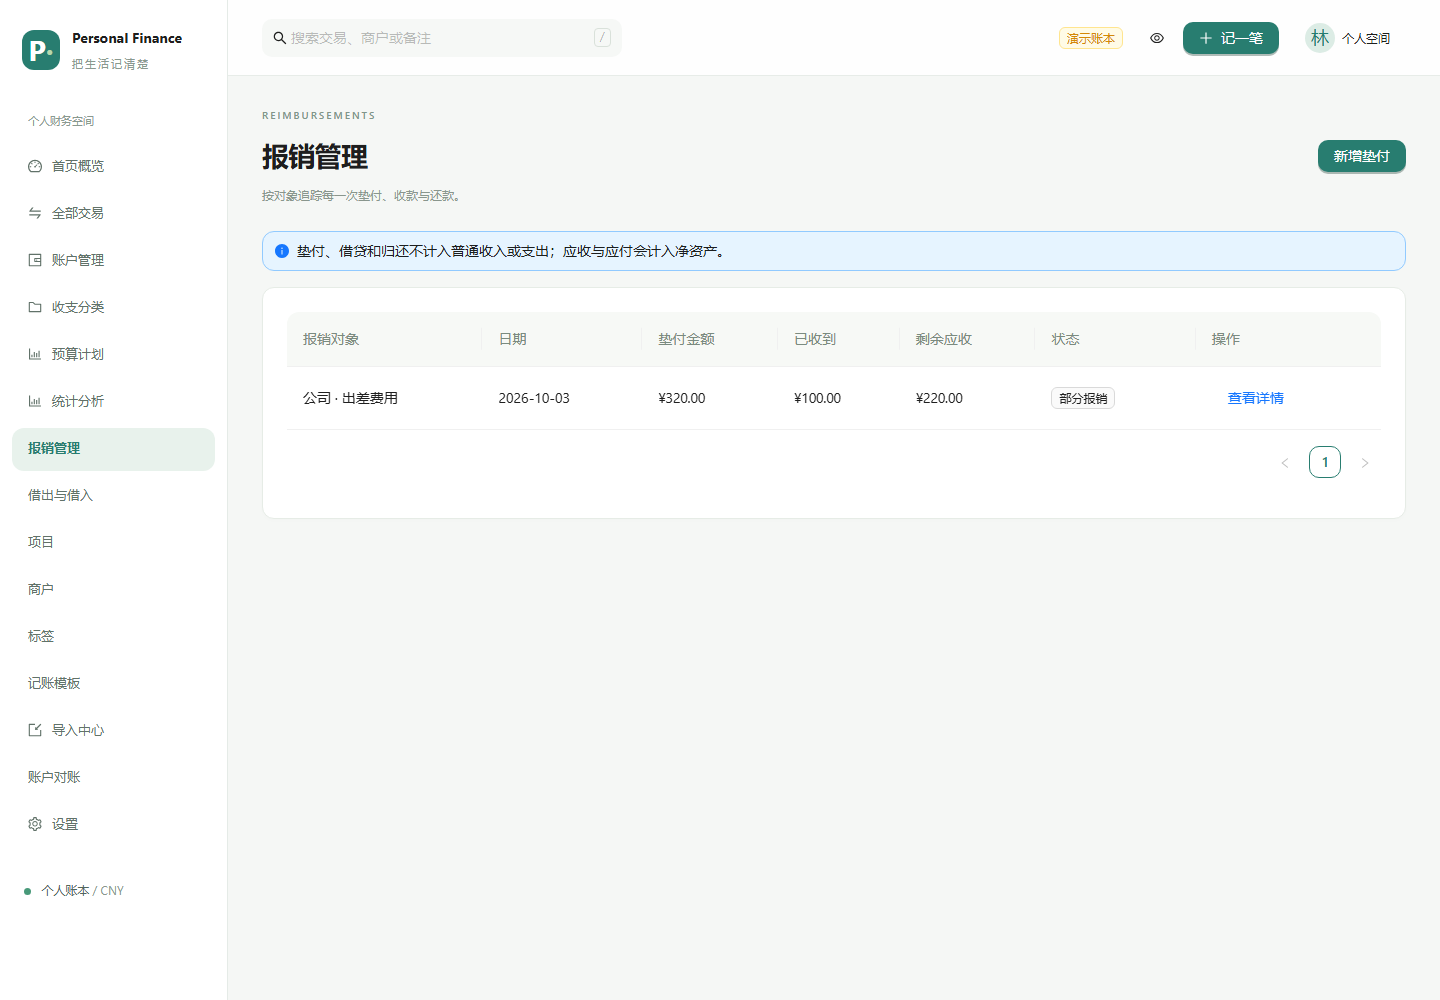 P
Personal Finance
把生活记清楚
个人财务空间
首页概览
全部交易
账户管理
收支分类
预算计划
统计分析
报销管理
借出与借入
项目
商户
标签
记账模板
导入中心
账户对账
设置
个人账本 / CNY
搜索交易、商户或备注 /
演示账本
记一笔
林 个人空间
REIMBURSEMENTS
报销管理
新增垫付
按对象追踪每一次垫付、收款与还款。
垫付、借贷和归还不计入普通收入或支出；应收与应付会计入净资产。
报销对象 日期 垫付金额 已收到 剩余应收 状态 操作
公司 · 出差费用 2026-10-03 ¥320.00 ¥100.00 ¥220.00 部分报销 查看详情
< 1 >